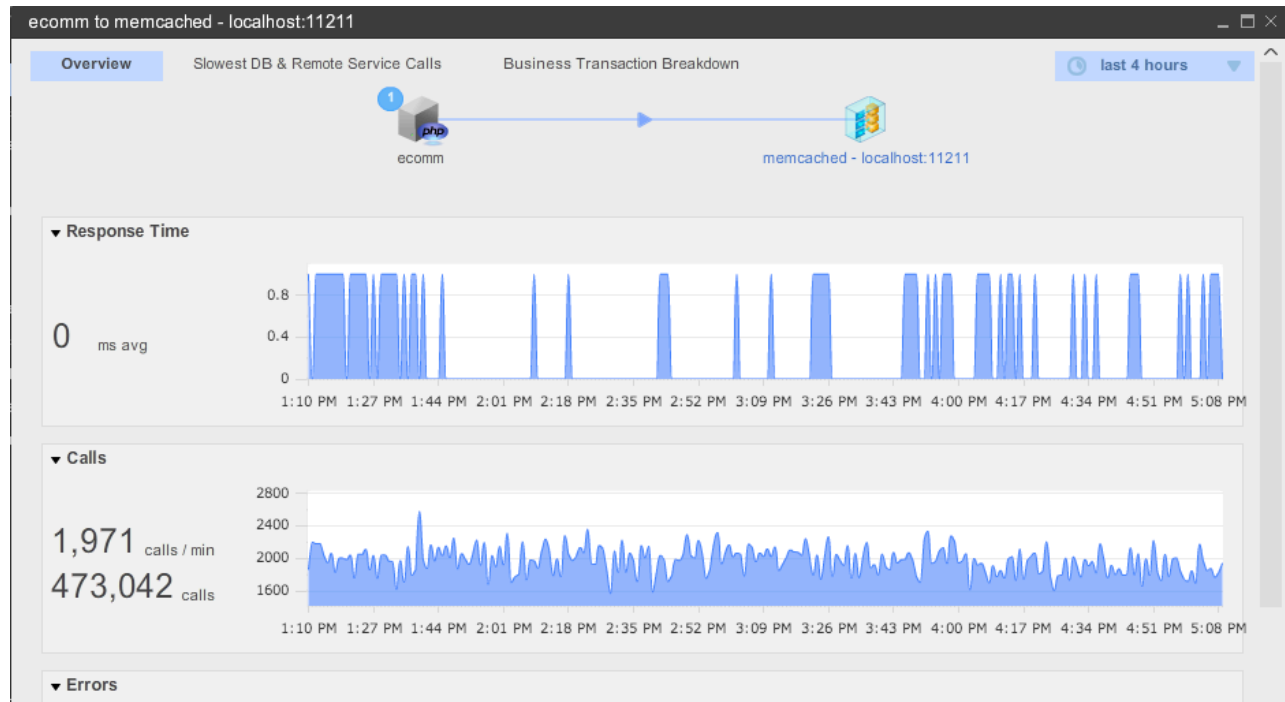 ecomm to memcached - localhost:11211
Overview Slowest DB & Remote Service Calls Business Transaction Breakdown last 4 hours
1
php
ecomm memcached - localhost:11211
Response Time
0.8
0.4
0
0 ms avg
1:10 PM 1:27 PM 1:44 PM 2:01 PM 2:18 PM 2:35 PM 2:52 PM 3:09 PM 3:26 PM 3:43 PM 4:00 PM 4:17 PM 4:34 PM 4:51 PM 5:08 PM
Calls
2800
2400
2000
1600
1,971 calls / min
473,042 calls
1:10 PM 1:27 PM 1:44 PM 2:01 PM 2:18 PM 2:35 PM 2:52 PM 3:09 PM 3:26 PM 3:43 PM 4:00 PM 4:17 PM 4:34 PM 4:51 PM 5:08 PM
Errors